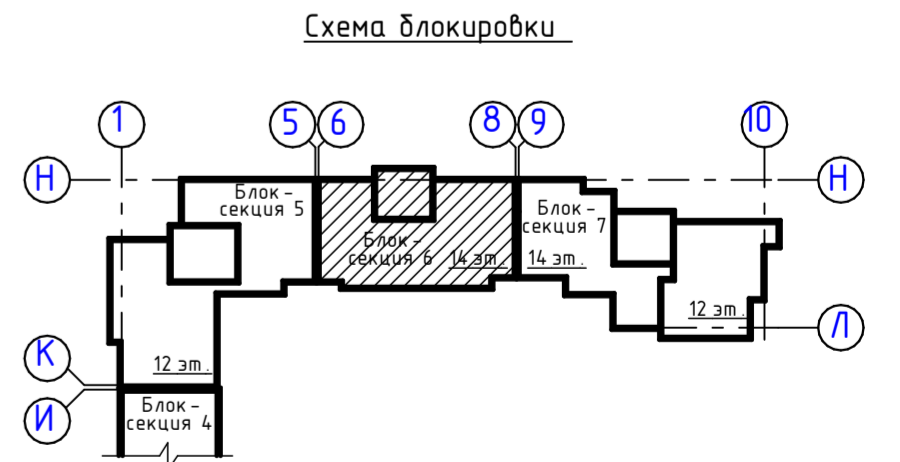 Схема блокировки
1
5
6
8
9
10
Н
Н
Блок-
секция 5
Блок-
секция 7
Блок-
секция 6
14 эт.
14 эт.
12 эт.
Л
К
12 эт.
И
Блок-
секция 4